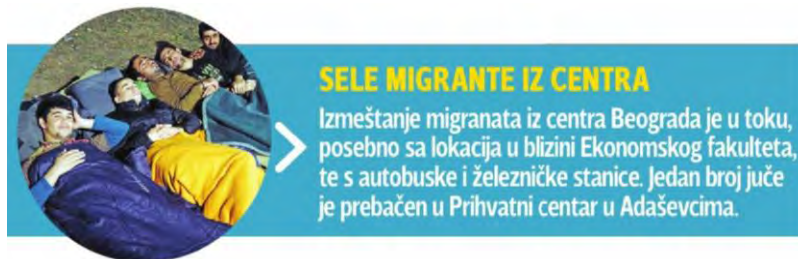 SELE MIGRANTE IZ CENTRA
Izmeštanje migranata iz centra Beograda je u toku,
posebno sa lokacija u blizini Ekonomskog fakulteta,
te s autobuske i železničke stanice. Jedan broj juče
je prebačen u Prihvatni centar u Adaševcima.